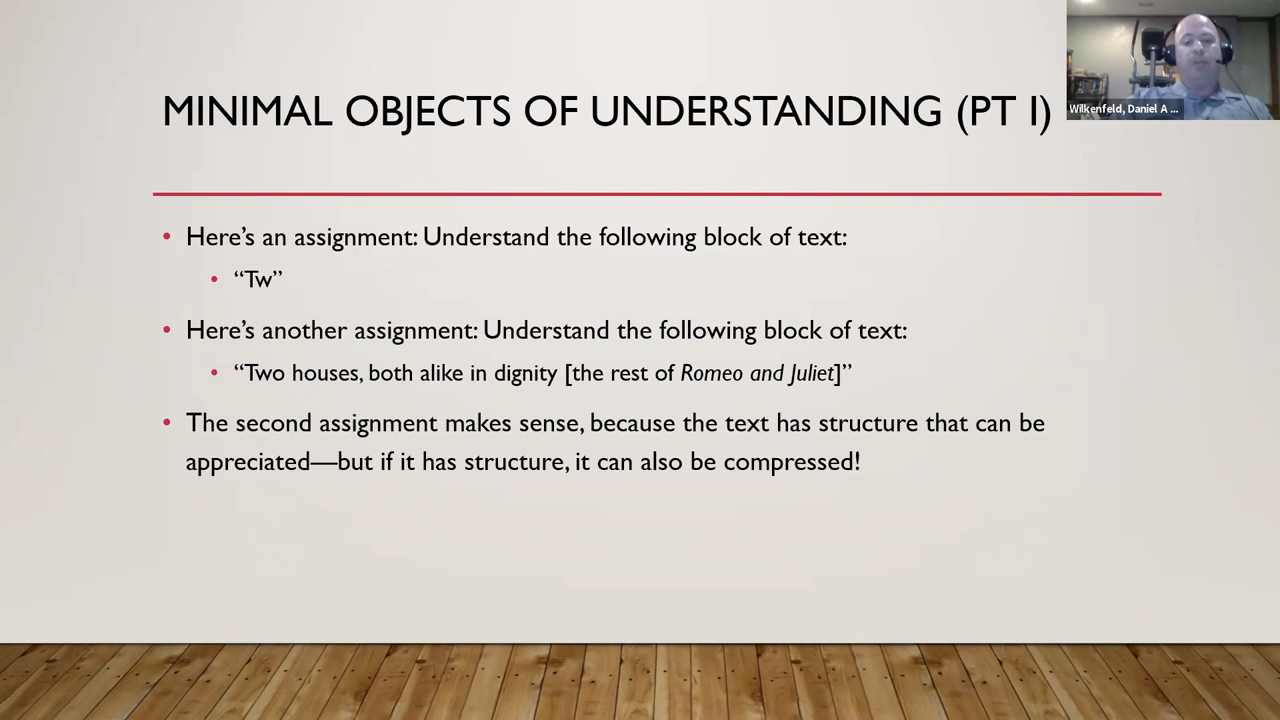 MINIMAL OBJECTS OF UNDERSTANDING (PT I)
Wilkenfeld, Daniel A ...
• Here’s an assignment: Understand the following block of text:
• “Tw”
• Here’s another assignment: Understand the following block of text:
• “Two houses, both alike in dignity [the rest of Romeo and Juliet]”
• The second assignment makes sense, because the text has structure that can be
appreciated—but if it has structure, it can also be compressed!